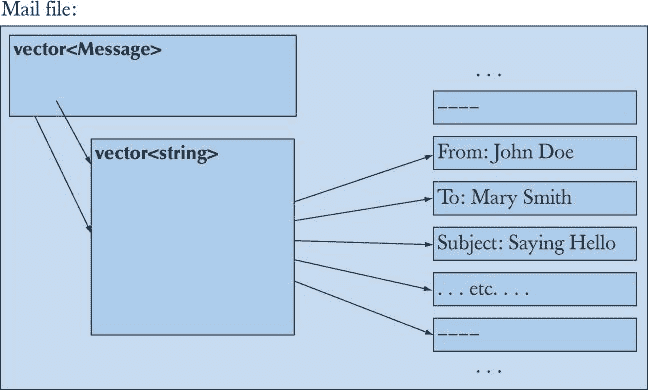 Mail file:
vector<Message>
vector<string>
. . .
----
From: John Doe
To: Mary Smith
Subject: Saying Hello
. . . etc. . . .
----
. . .